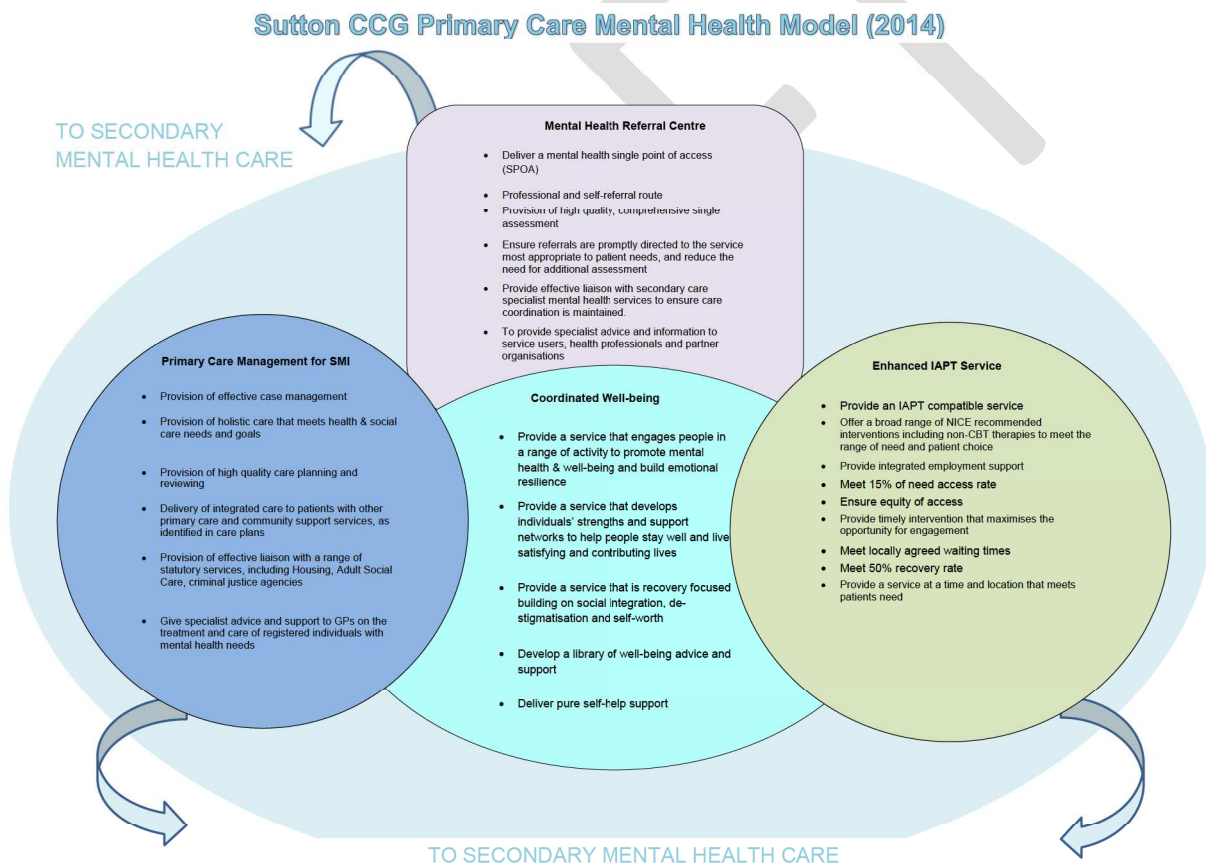 Sutton CCG Primary Care Mental Health Model (2014)
TO SECONDARY
MENTAL HEALTH CARE
Mental Health Referral Centre
• Deliver a mental health single point of access
(SPOA)
• Professional and self-referral route
• Provision of high quality, comprehensive single
assessment
• Ensure referrals are promptly directed to the service
most appropriate to patient needs, and reduce the
need for additional assessment
• Provide effective liaison with secondary care
specialist mental health services to ensure care
coordination is maintained.
• To provide specialist advice and information to
service users, health professionals and partner
organisations
Primary Care Management for SMI
• Provision of effective case management
• Provision of holistic care that meets health & social
care needs and goals
• Provision of high quality care planning and
reviewing
• Delivery of integrated care to patients with other
primary care and community support services, as
identified in care plans
• Provision of effective liaison with a range of
statutory services, including Housing, Adult Social
Care, criminal justice agencies
• Give specialist advice and support to GPs on the
treatment and care of registered individuals with
mental health needs
Coordinated Well-being
• Provide a service that engages people in
a range of activity to promote mental
health & well-being and build emotional
resilience
• Provide a service that develops
individuals' strengths and support
networks to help people stay well and live
satisfying and contributing lives
• Provide a service that is recovery focused
building on social integration, de-
stigmatisation and self-worth
• Develop a library of well-being advice and
support
• Deliver pure self-help support
Enhanced IAPT Service
• Provide an IAPT compatible service
• Offer a broad range of NICE recommended
interventions including non-CBT therapies to meet the
range of need and patient choice
• Provide integrated employment support
• Meet 15% of need access rate
• Ensure equity of access
• Provide timely intervention that maximises the
opportunity for engagement
• Meet locally agreed waiting times
• Meet 50% recovery rate
• Provide a service at a time and location that meets
patients need
TO SECONDARY MENTAL HEALTH CARE